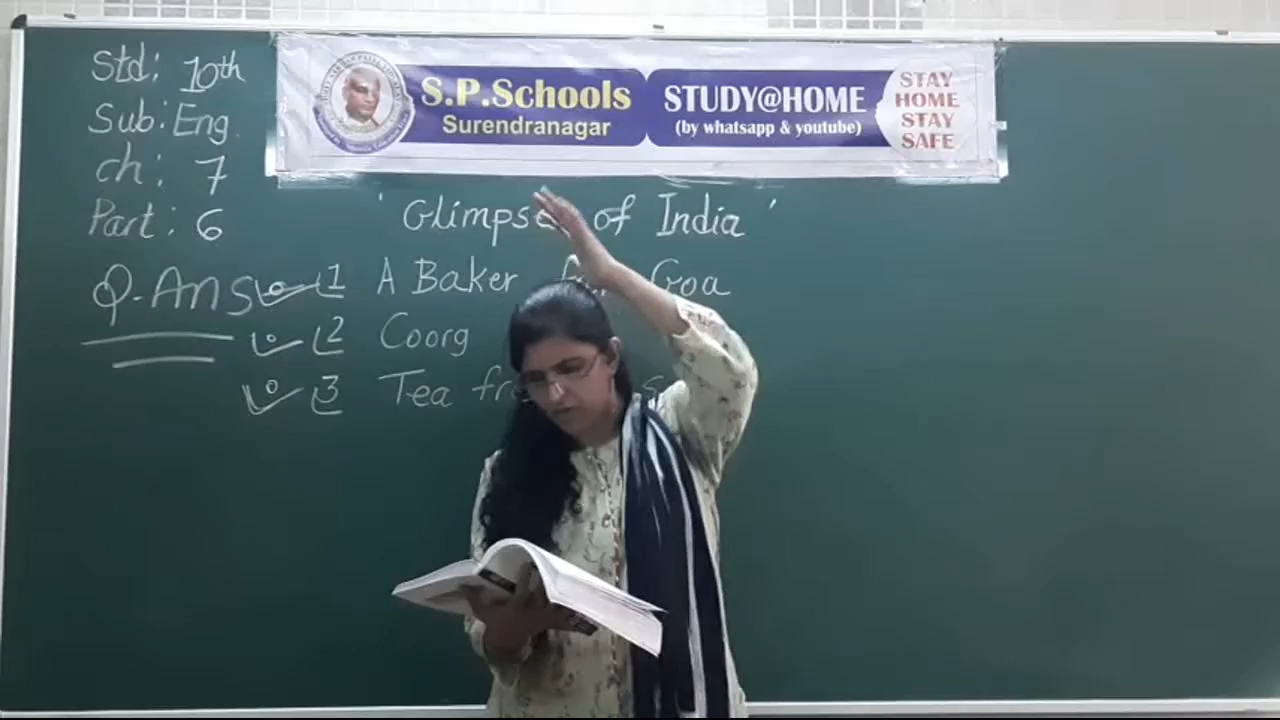 Std: 10th
Sub: Eng.
ch: 7
Part: 6
S.P.Schools
Surendranagar
STUDY@HOME
(by whatsapp & youtube)
STAY
HOME
STAY
SAFE
' Glimpse of India '
Q-Ans
1 A Baker Goa
2 Coorg
3 Tea